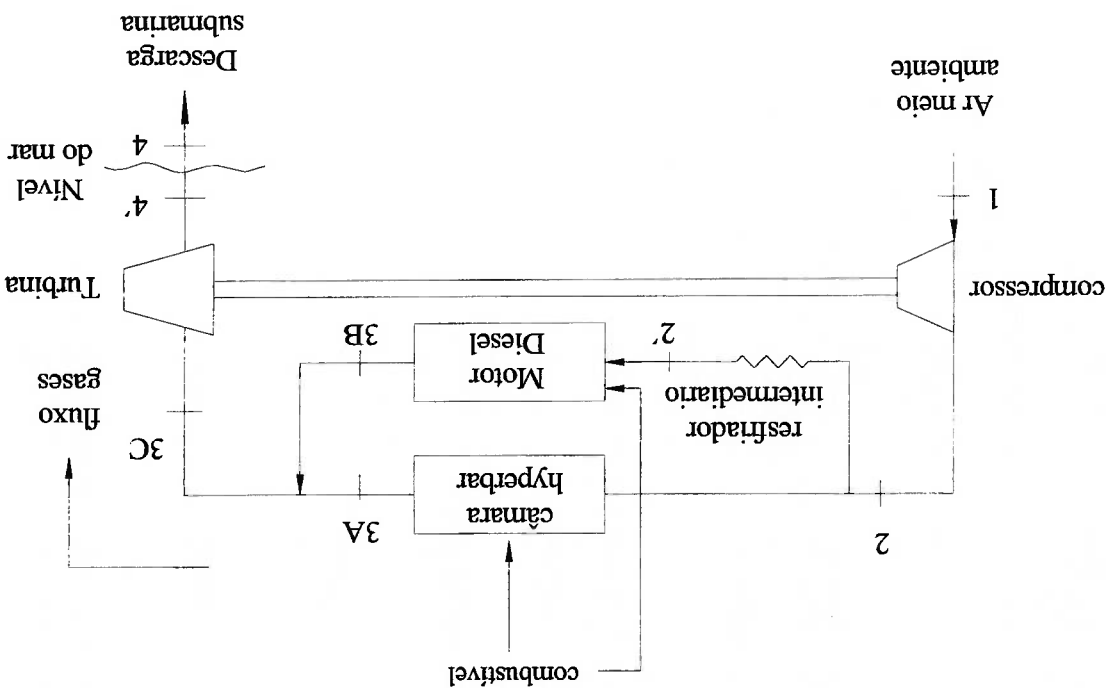 combustível
2
câmara
hyperbar
3A
3C
fluxo
gases
resfriador
intermediario
2'
Motor
Diesel
3B
compressor
Turbina
1
4'
Nível
do mar
4
Ar meio
ambiente
Descarga
submarina